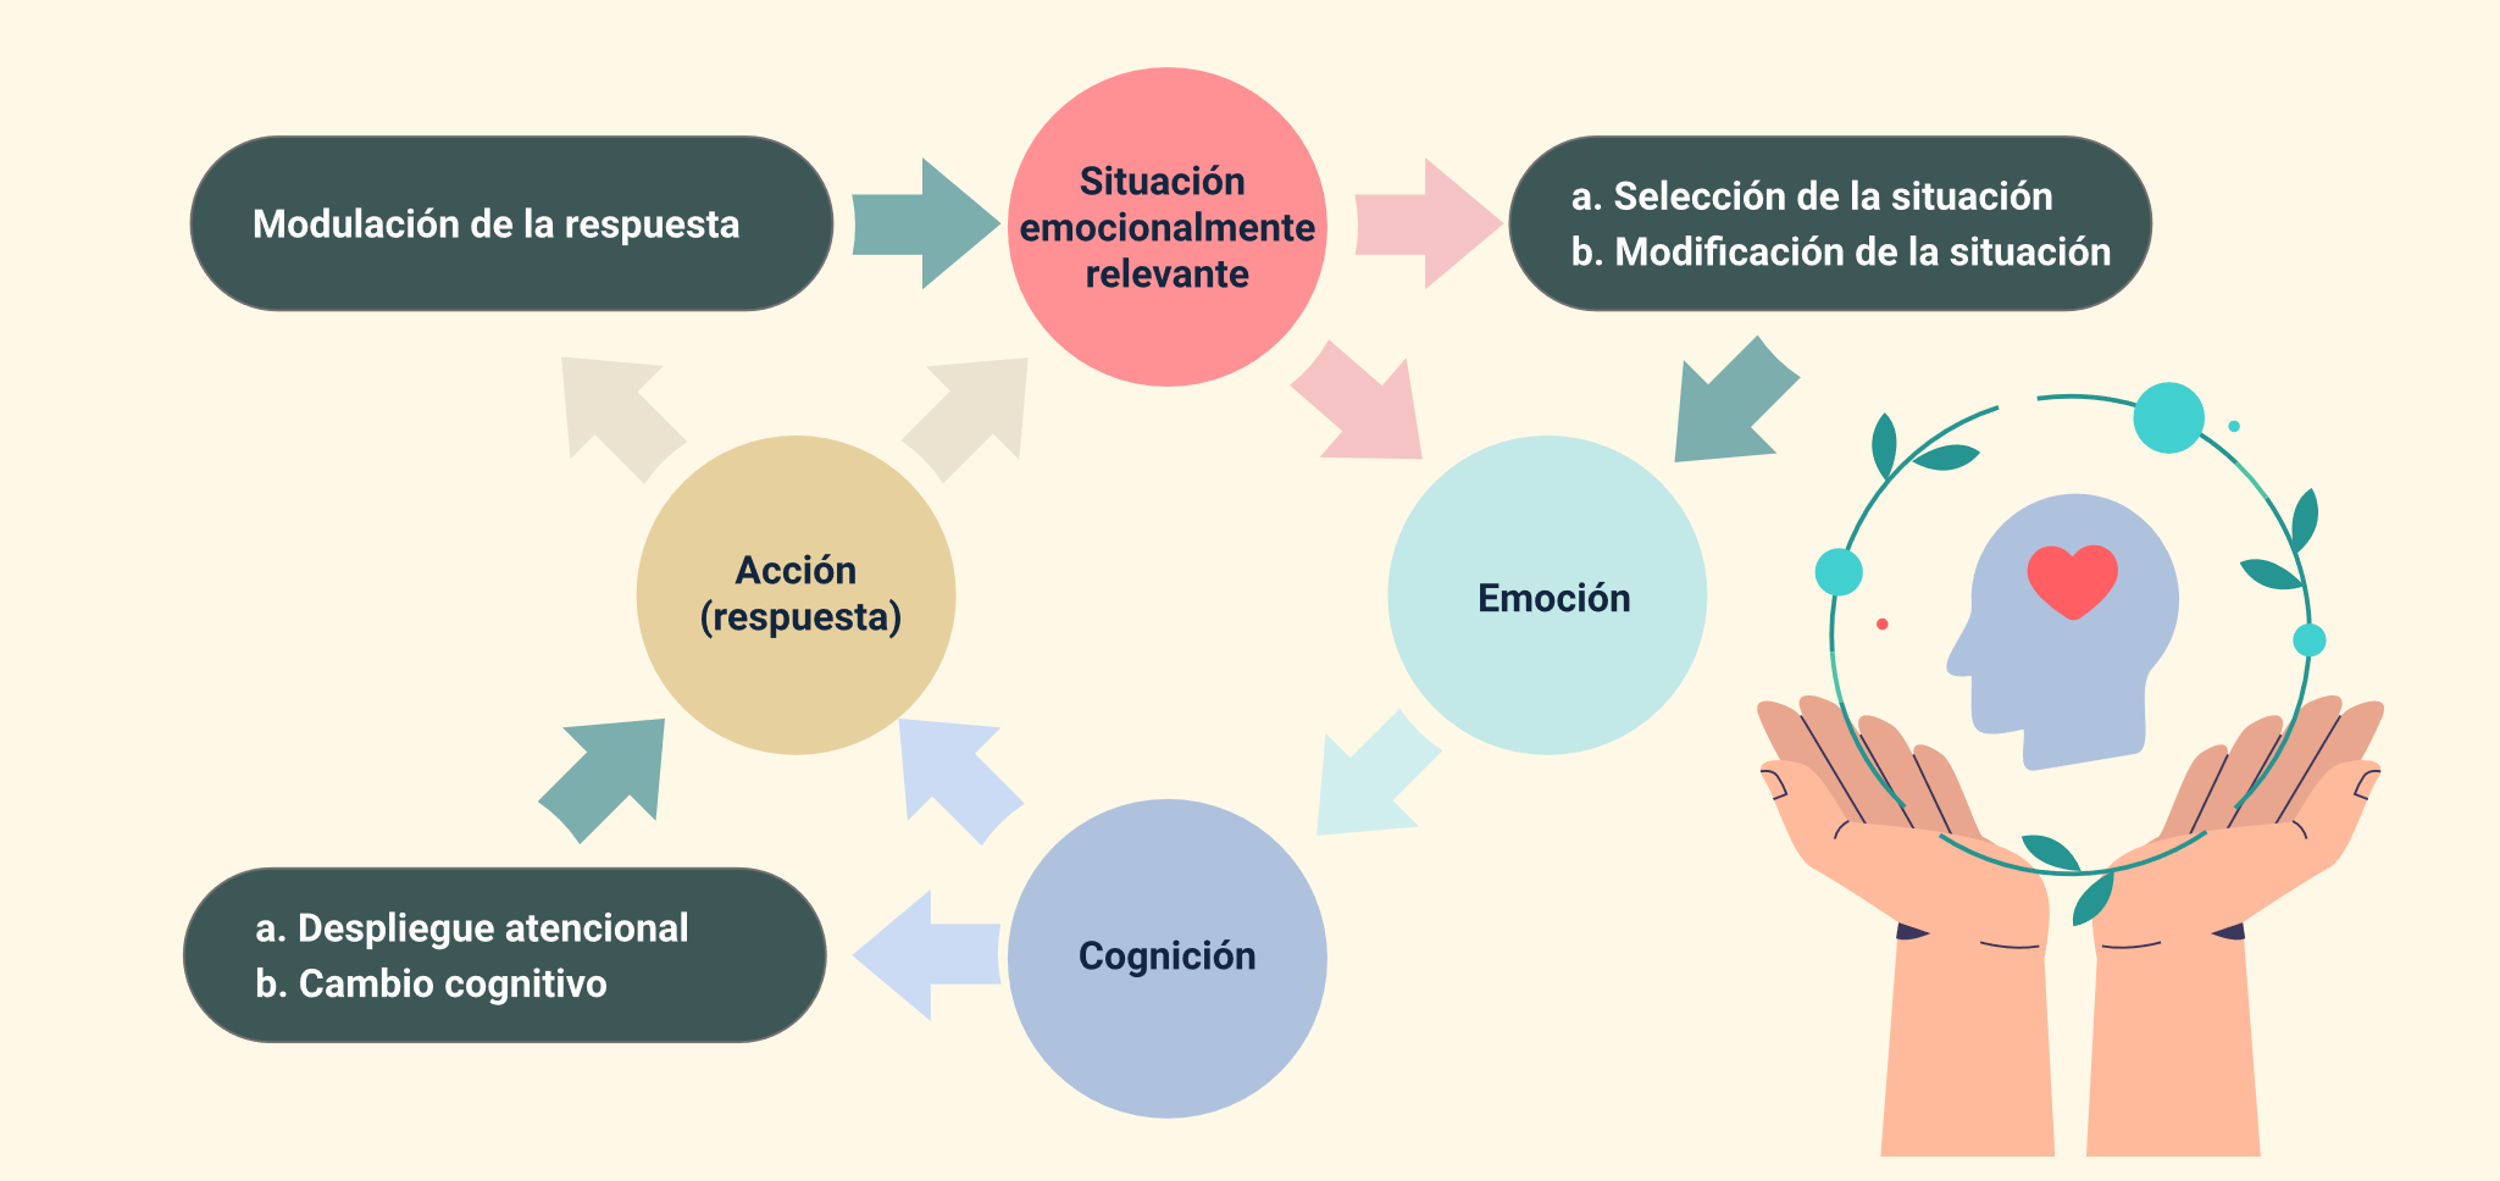 Modulación de la respuesta
Situación
emocionalmente
relevante
a. Selección de la situación
b. Modificación de la situación
Acción
(respuesta)
Emoción
a. Despliegue atencional
b. Cambio cognitivo
Cognición